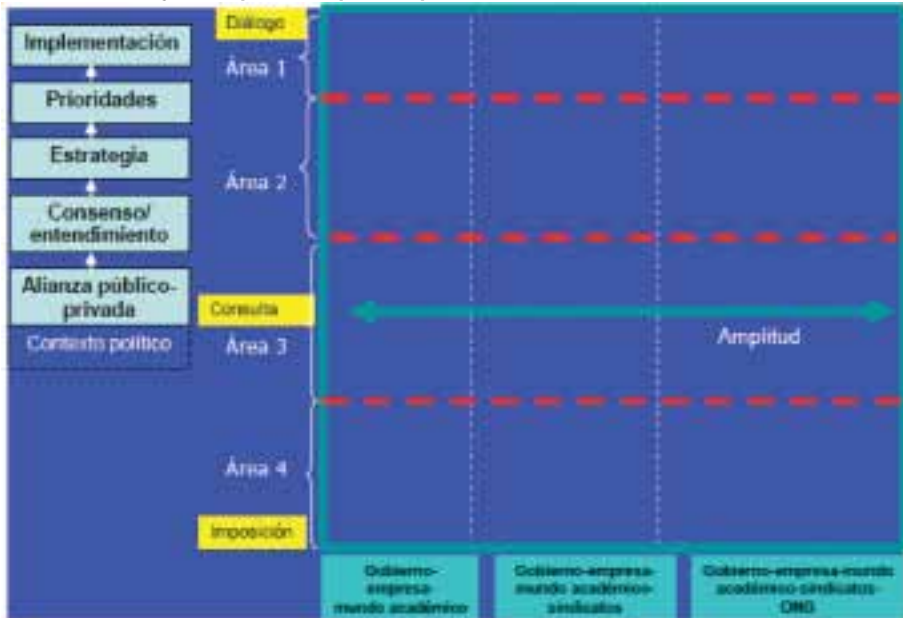 Implementación
Prioridades
Estrategia
Consenso/
entendimiento
Alianza público-
privada
Contexto político
Diálogo
Área 1
Área 2
Consulta
Área 3
Área 4
Imposición
Amplitud
Gobierno-
empresa-
mundo académico
Gobierno-empresa-
mundo académico-
sindicatos
Gobierno-empresa-mundo
académico-sindicatos-
ONG